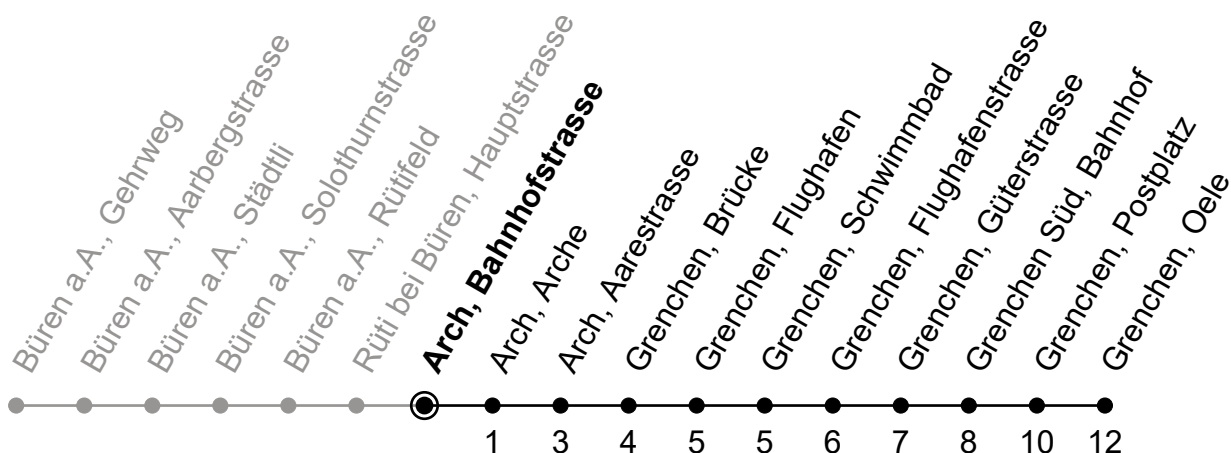 Büren a.A., Gehrweg
Büren a.A., Aarbergstrasse
Büren a.A., Städtli
Büren a.A., Solothurnstrasse
Büren a.A., Rütifeld
Rüti bei Büren, Hauptstrasse
Arch, Bahnhofstrasse
Arch, Arche
Arch, Aarestrasse
Grenchen, Brücke
Grenchen, Flughafen
Grenchen, Schwimmbad
Grenchen, Flughafenstrasse
Grenchen, Güterstrasse
Grenchen Süd, Bahnhof
Grenchen, Postplatz
Grenchen, Oele
1 3 4 5 5 6 7 8 10 12